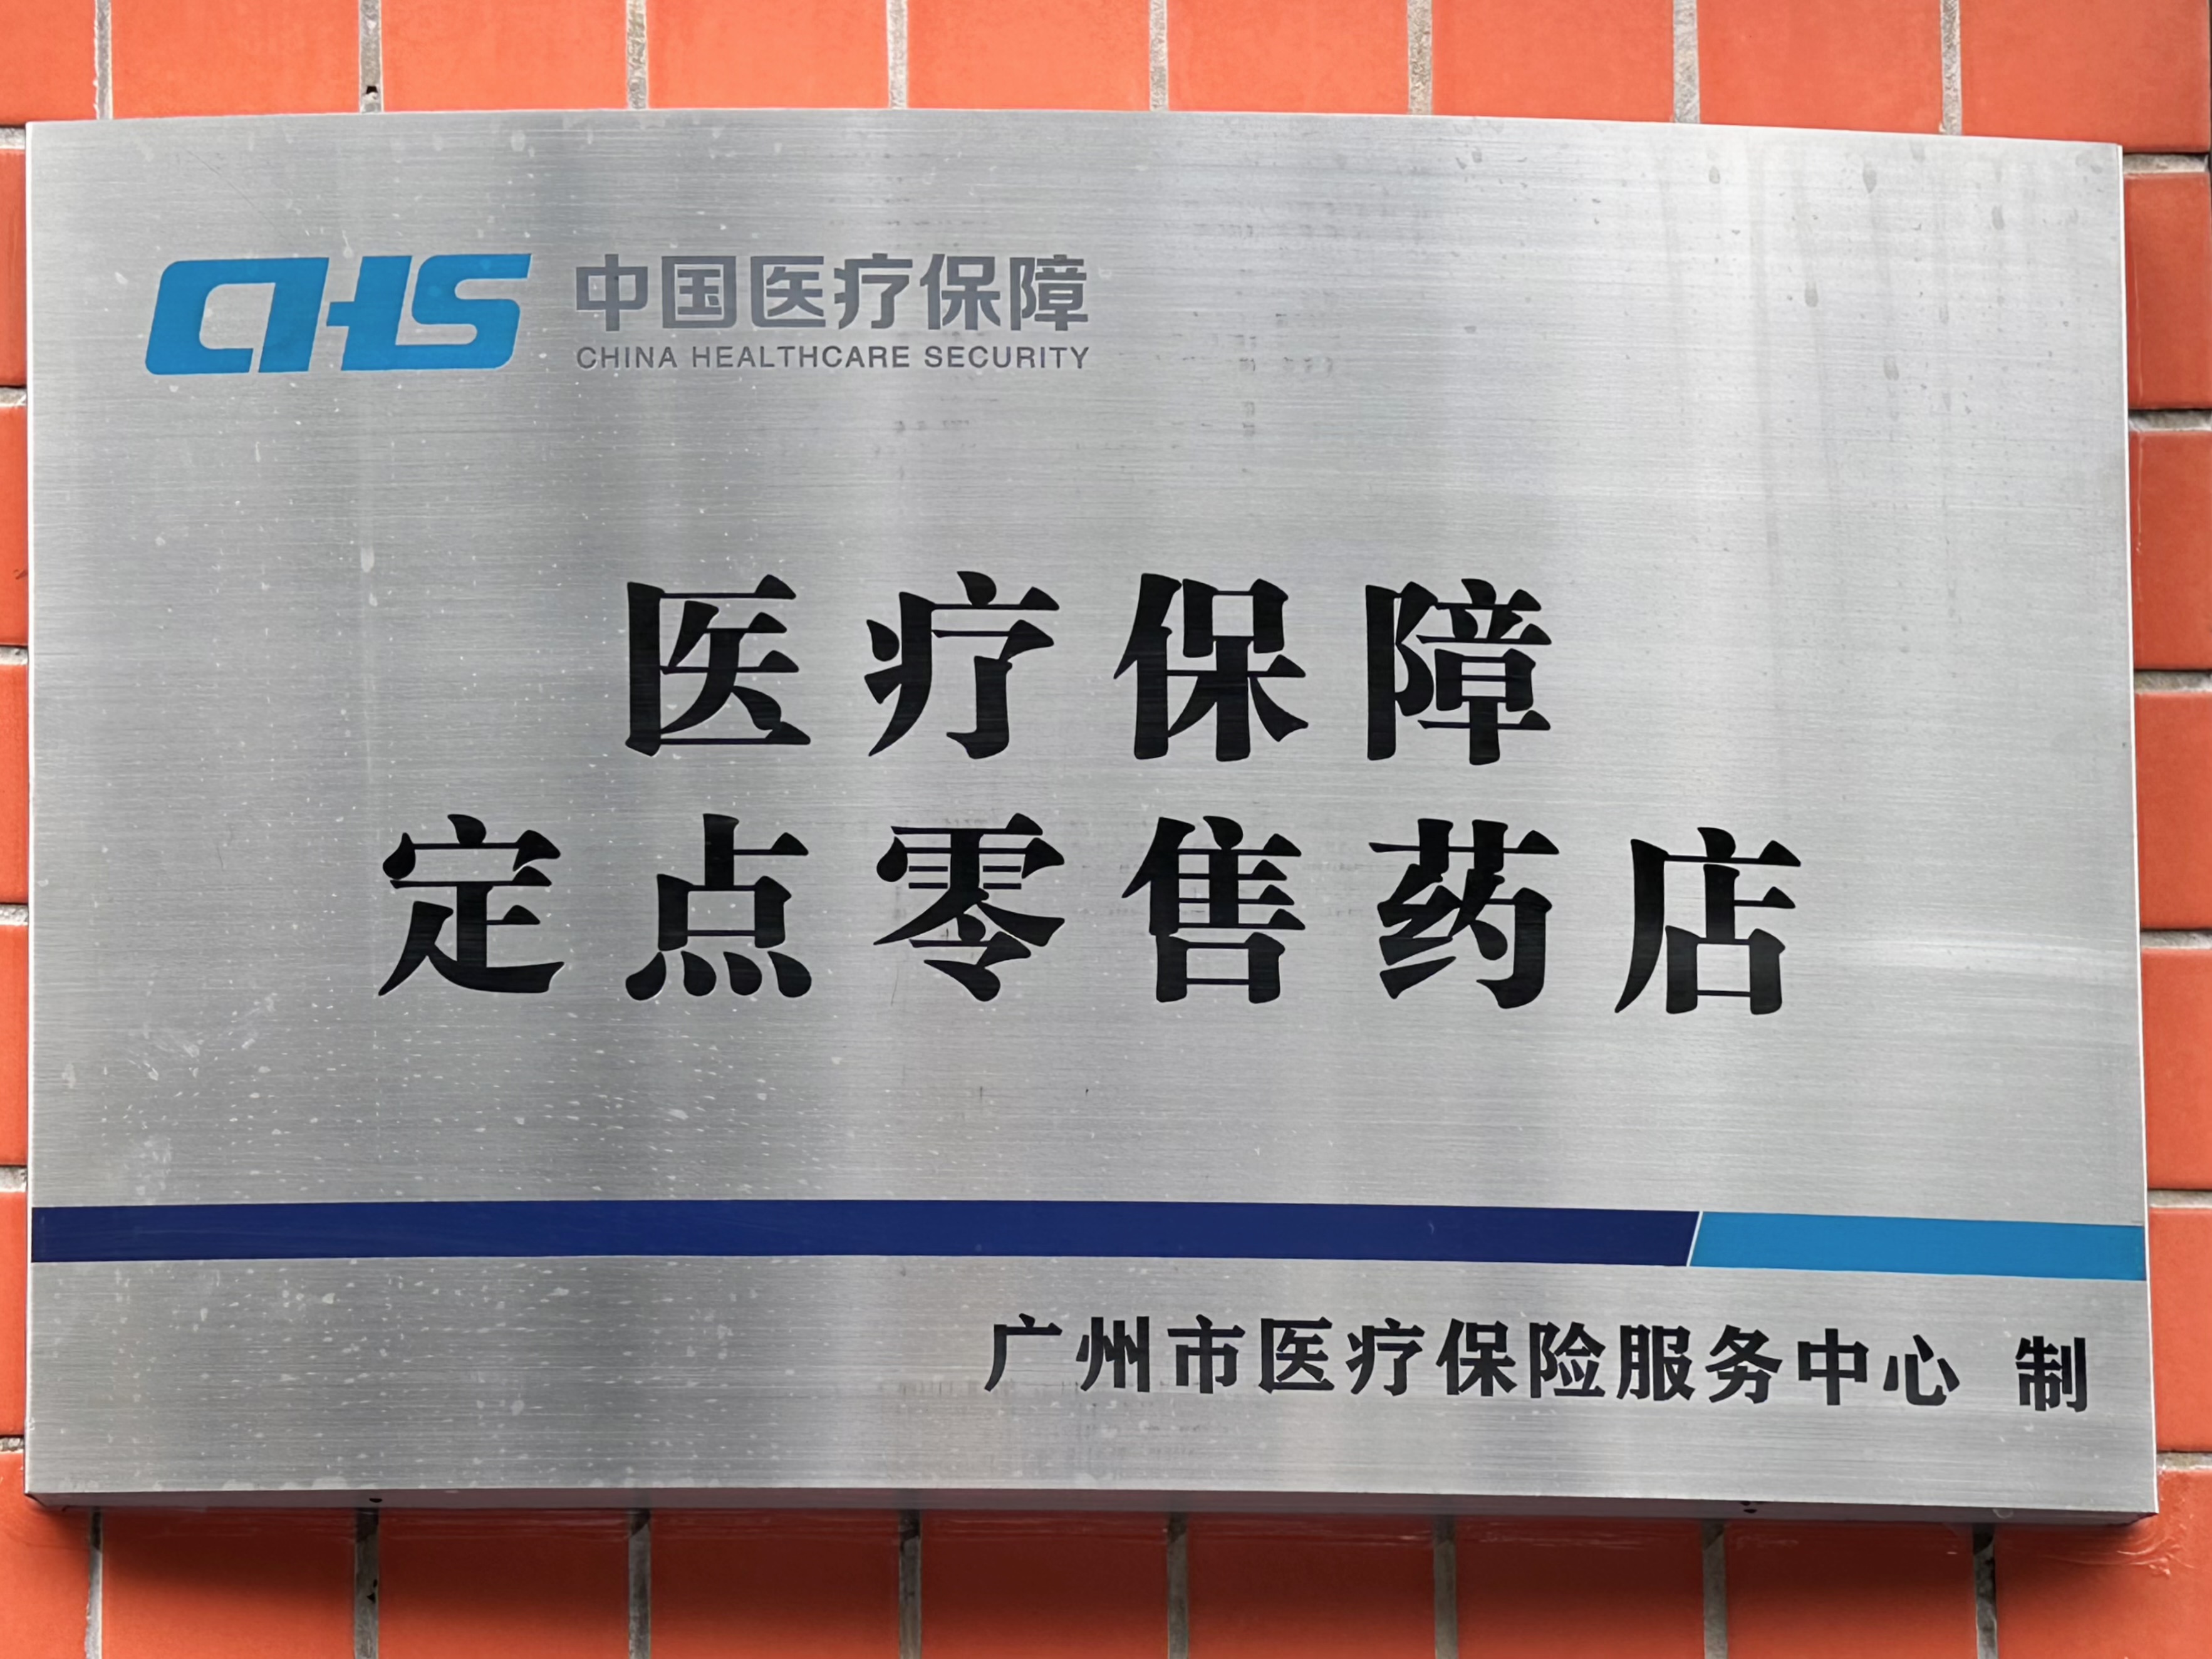 CHS 中国医疗保障
CHINA HEALTHCARE SECURITY
医疗保障
定点零售药店
广州市医疗保险服务中心 制